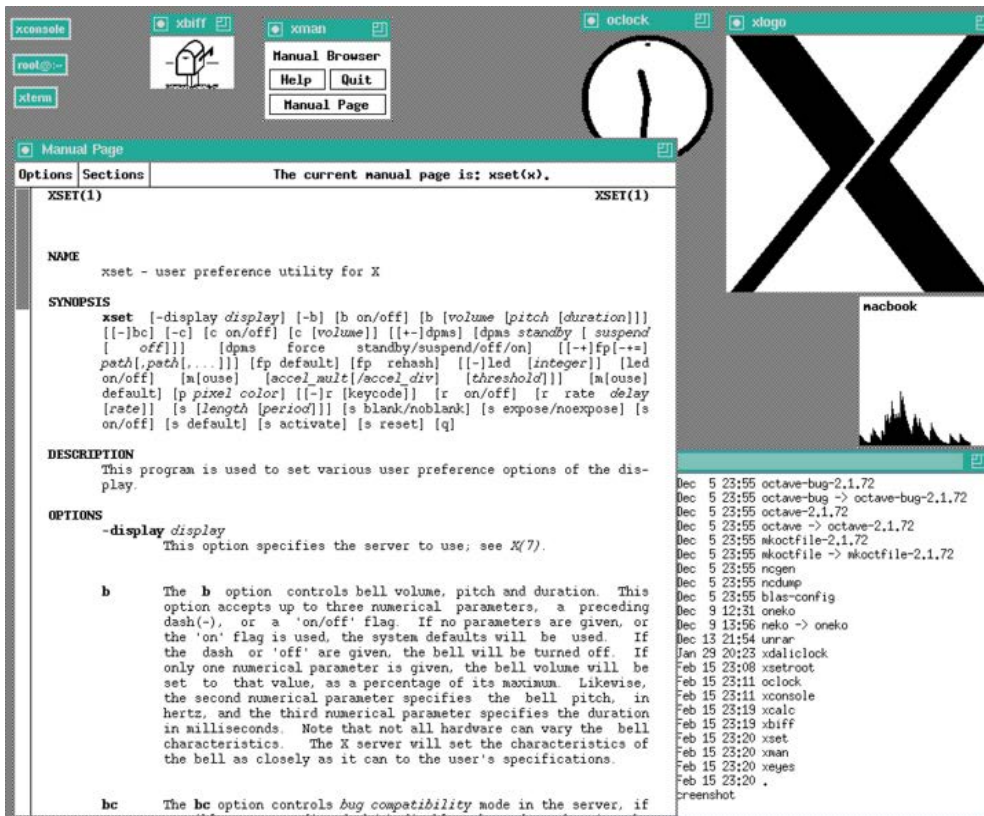 xconsole
root@:~
xterm
xbiff
xman
Manual Browser
Help Quit
Manual Page
oclock
xlogo
Manual Page
Options Sections The current manual page is: xset(x).
XSET(1) XSET(1)
NAME
xset - user preference utility for X
SYNOPSIS
xset [-display display] [-b] [b on/off] [b [volume [pitch [duration]]]
[[-]bc] [-c] [c on/off] [c [volume]] [[+-]dpms] [dpms standby [ suspend
[ off]]] [dpms force standby/suspend/off/on] [[-+]fp[-+=]
path[,path[,...]]] [fp default] [fp rehash] [[-]led [integer]] [led
on/off] [m[ouse] [accel_mult[/accel_div] [threshold]]] [m[ouse]
default] [p pixel color] [[-]r [keycode]] [r on/off] [r rate delay
[rate]] [s [length [period]]] [s blank/noblank] [s expose/noexpose] [s
on/off] [s default] [s activate] [s reset] [q]
DESCRIPTION
This program is used to set various user preference options of the dis-
play.
OPTIONS
-display display
This option specifies the server to use; see X(7).
b The b option controls bell volume, pitch and duration. This
option accepts up to three numerical parameters, a preceding
dash(-), or a 'on/off' flag. If no parameters are given, or
the 'on' flag is used, the system defaults will be used. If
the dash or 'off' are given, the bell will be turned off. If
only one numerical parameter is given, the bell volume will be
set to that value, as a percentage of its maximum. Likewise,
the second numerical parameter specifies the bell pitch, in
hertz, and the third numerical parameter specifies the duration
in milliseconds. Note that not all hardware can vary the bell
characteristics. The X server will set the characteristics of
the bell as closely as it can to the user's specifications.
bc The bc option controls bug compatibility mode in the server, if
macbook
Dec 5 23:55 octave-bug-2.1.72
Dec 5 23:55 octave-bug -> octave-bug-2.1.72
Dec 5 23:55 octave-2.1.72
Dec 5 23:55 octave -> octave-2.1.72
Dec 5 23:55 mkoctfile-2.1.72
Dec 5 23:55 mkoctfile -> mkoctfile-2.1.72
Dec 5 23:55 ncgen
Dec 5 23:55 ncdump
Dec 5 23:55 blas-config
Dec 9 12:31 oneko
Dec 9 13:56 neko -> oneko
Dec 13 21:54 unrar
Jan 29 20:23 xdaliclock
Feb 15 23:08 xsetroot
Feb 15 23:11 oclock
Feb 15 23:11 xconsole
Feb 15 23:19 xcalc
Feb 15 23:19 xbiff
Feb 15 23:20 xset
Feb 15 23:20 xman
Feb 15 23:20 xeyes
Feb 15 23:20 .
creenshot